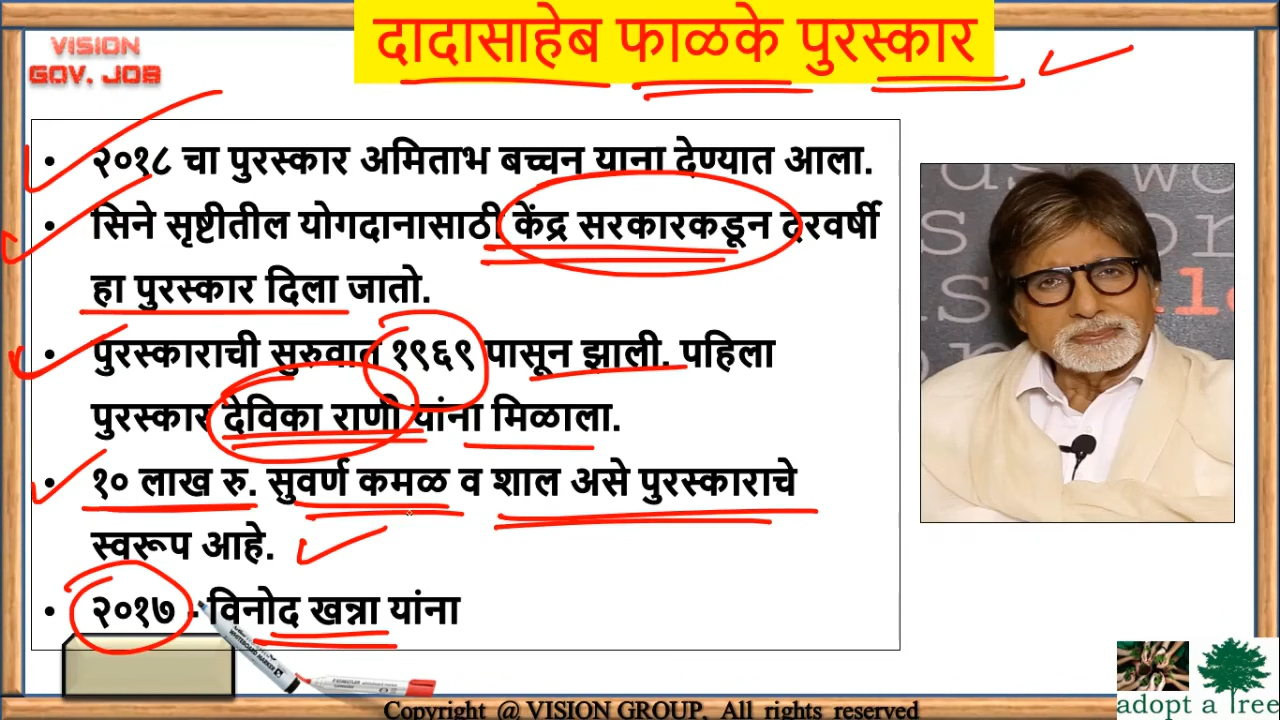 दादासाहेब फाळके पुरस्कार
VISION
GOV. JOB
• २०१८ चा पुरस्कार अमिताभ बच्चन याना देण्यात आला.
• सिने सृष्टीतील योगदानासाठी केंद्र सरकारकडून दरवर्षी
हा पुरस्कार दिला जातो.
• पुरस्काराची सुरुवात १९६९ पासून झाली. पहिला
पुरस्कार देविका राणी यांना मिळाला.
• १० लाख रु. सुवर्ण कमळ व शाल असे पुरस्काराचे
स्वरूप आहे.
• २०१७ - विनोद खन्ना यांना
adopt a Tree
Copyright @ VISION GROUP. All rights reserved